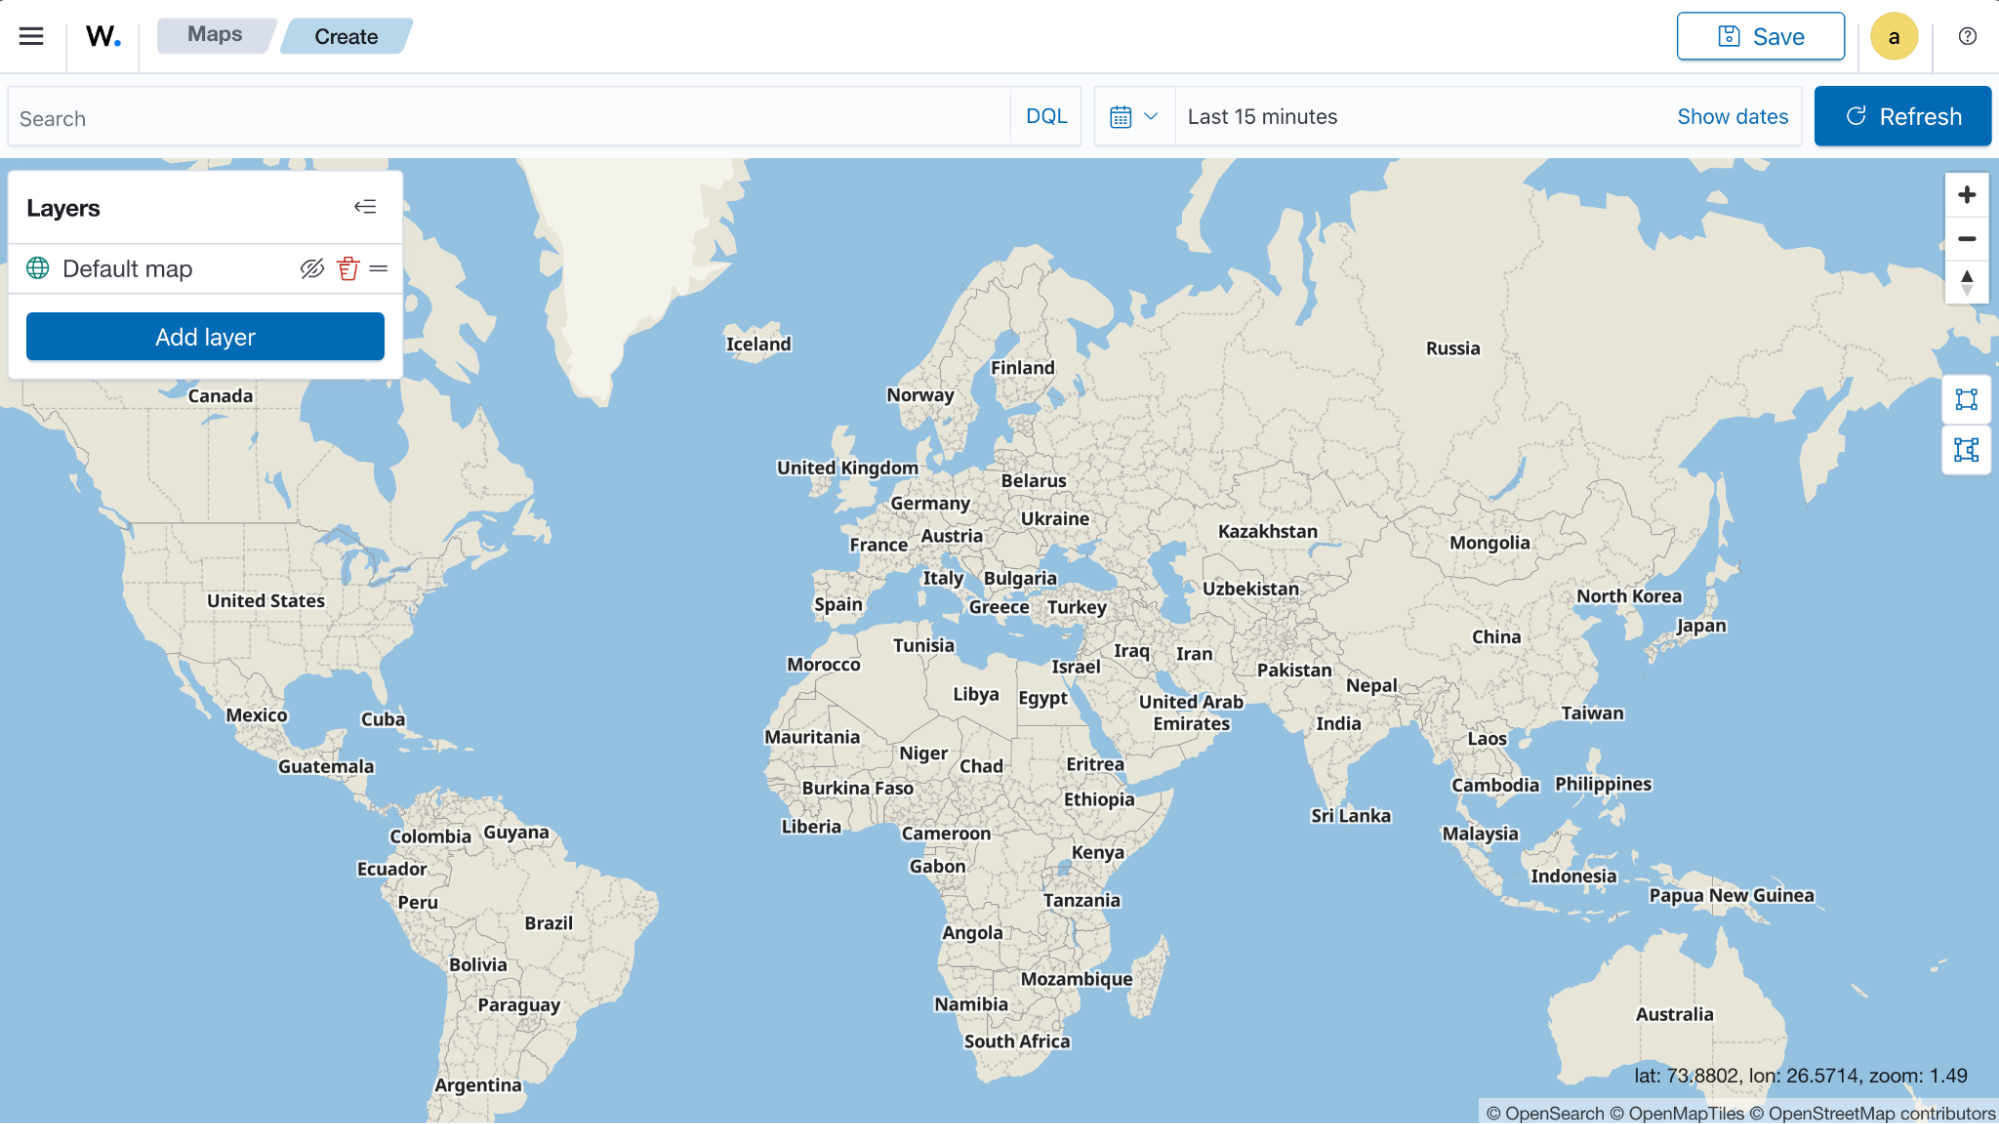 W. Maps Create Save a
Search DQL Last 15 minutes Show dates Refresh
Layers
Default map
Add layer
Iceland
Russia
Finland
Norway
Canada
United Kingdom
Belarus
Germany
Ukraine
Kazakhstan
Austria
France
Mongolia
Italy
Bulgaria
Uzbekistan
North Korea
United States
Spain
Greece
Turkey
Japan
China
Tunisia
Iraq
Iran
Morocco
Israel
Pakistan
Nepal
Libya
Egypt
United Arab
Emirates
Mexico
Cuba
India
Taiwan
Mauritania
Laos
Niger
Chad
Eritrea
Guatemala
Burkina Faso
Cambodia
Philippines
Ethiopia
Sri Lanka
Liberia
Colombia
Guyana
Cameroon
Malaysia
Kenya
Gabon
Ecuador
Indonesia
Papua New Guinea
Peru
Tanzania
Brazil
Angola
Bolivia
Mozambique
Paraguay
Namibia
Australia
South Africa
Argentina
lat: 73.8802, lon: 26.5714, zoom: 1.49
© OpenSearch © OpenMapTiles © OpenStreetMap contributors